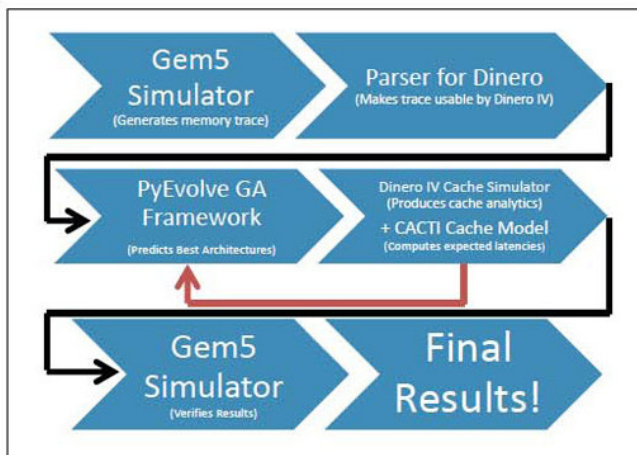 Gem5
Simulator
(Generates memory trace)
Parser for Dinero
(Makes trace usable by Dinero IV)
PyEvolve GA
Framework
(Predicts Best Architectures)
Dinero IV Cache Simulator
(Produces cache analytics)
+ CACTI Cache Model
(Computes expected latencies)
Gem5
Simulator
(Verifies Results)
Final
Results!